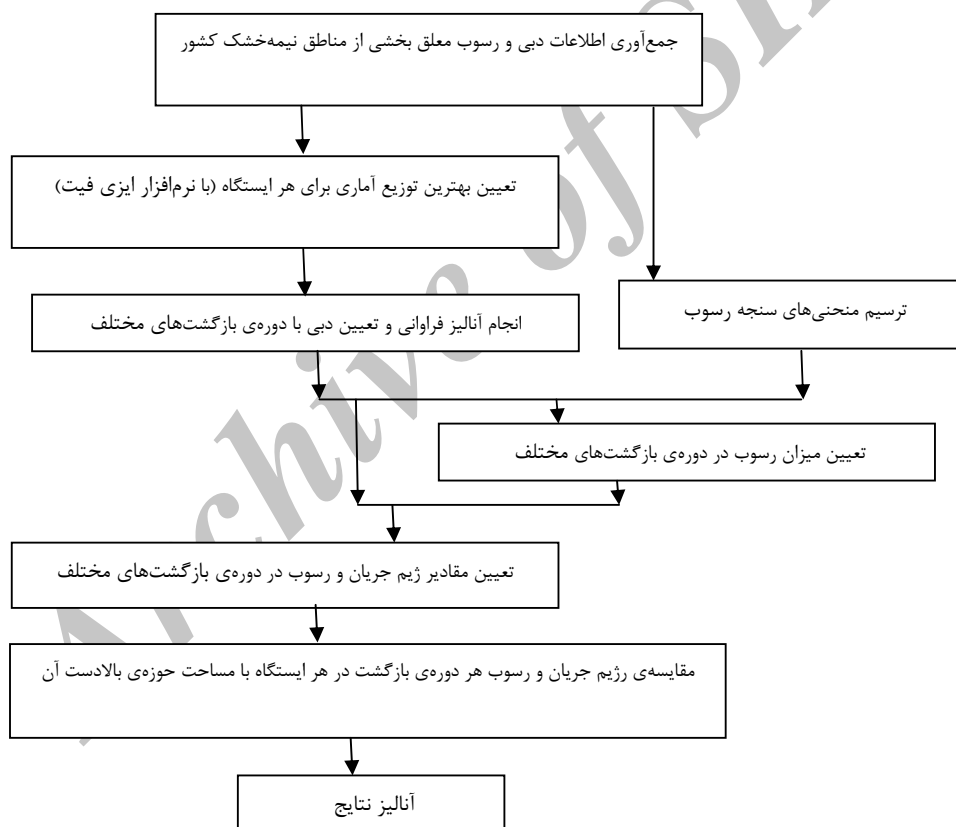 جمع‌آوری اطلاعات دبی و رسوب معلق بخشی از مناطق نیمه‌خشک کشور
تعیین بهترین توزیع آماری برای هر ایستگاه (با نرم‌افزار ایزی فیت)
ترسیم منحنی‌های سنجه رسوب
انجام آنالیز فراوانی و تعیین دبی با دوره‌ی بازگشت‌های مختلف
تعیین میزان رسوب در دوره‌ی بازگشت‌های مختلف
تعیین مقادیر ژیم جریان و رسوب در دوره‌ی بازگشت‌های مختلف
مقایسه‌ی رژیم جریان و رسوب هر دوره‌ی بازگشت در هر ایستگاه با مساحت حوزه‌ی بالادست آن
آنالیز نتایج
Archive of SI